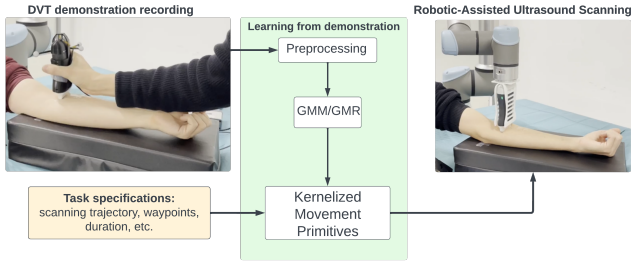 DVT demonstration recording
Learning from demonstration
Robotic-Assisted Ultrasound Scanning
Preprocessing
GMM/GMR
Task specifications:
scanning trajectory, waypoints,
duration, etc.
Kernelized
Movement
Primitives